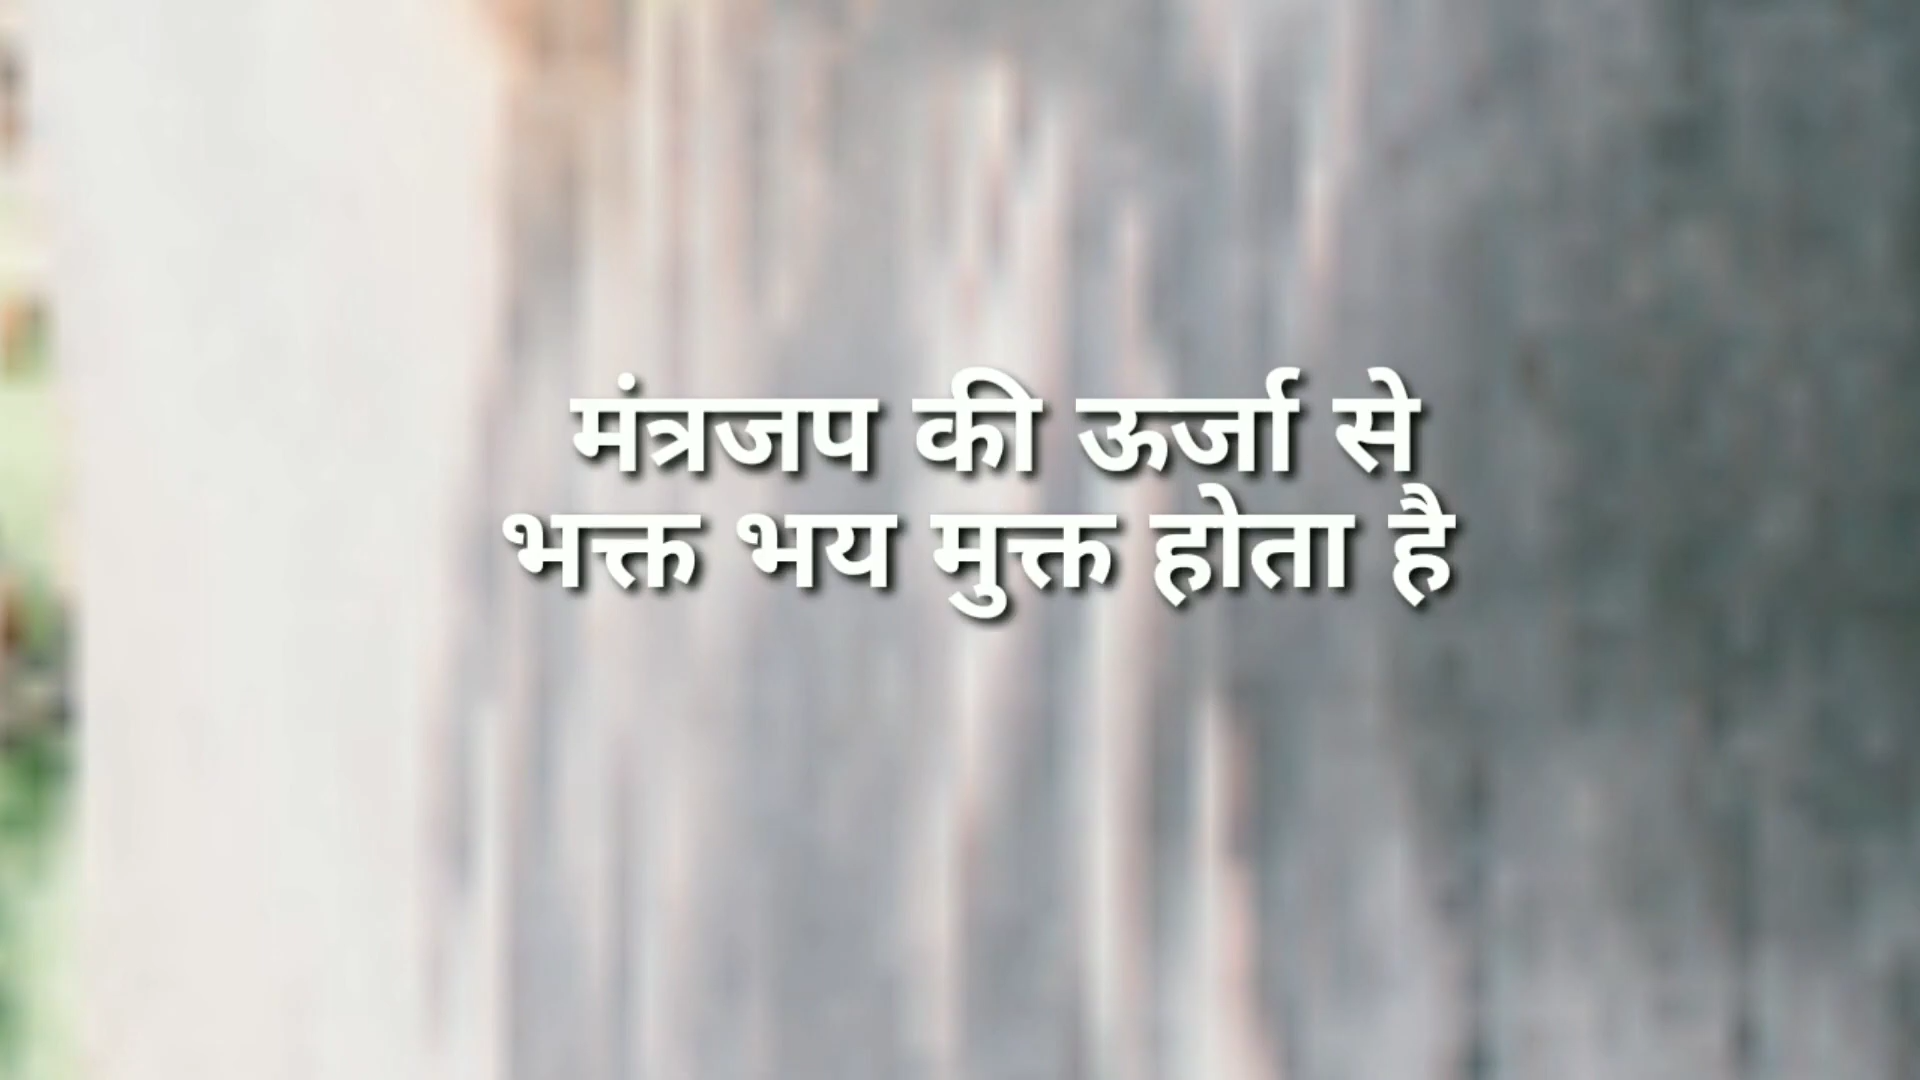 मंत्रजप की ऊर्जा से
भक्त भय मुक्त होता है